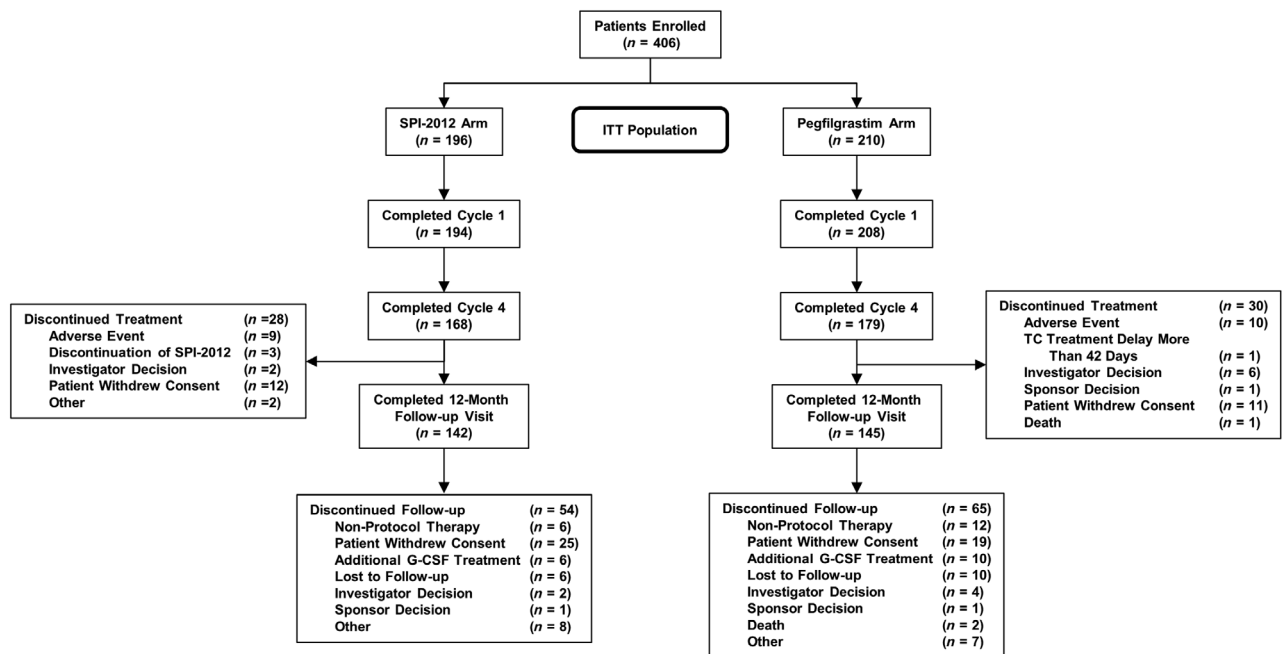 Patients Enrolled
(n = 406)
SPI-2012 Arm
(n = 196)
ITT Population
Pegfilgrastim Arm
(n = 210)
Completed Cycle 1
(n = 194)
Completed Cycle 1
(n = 208)
Completed Cycle 4
(n = 168)
Completed Cycle 4
(n = 179)
Discontinued Treatment (n =28)
Adverse Event (n =9)
Discontinuation of SPI-2012 (n =3)
Investigator Decision (n =2)
Patient Withdrew Consent (n =12)
Other (n =2)
Discontinued Treatment (n = 30)
Adverse Event (n = 10)
TC Treatment Delay More
Than 42 Days (n = 1)
Investigator Decision (n = 6)
Sponsor Decision (n = 1)
Patient Withdrew Consent (n = 11)
Death (n = 1)
Completed 12-Month
Follow-up Visit
(n = 142)
Completed 12-Month
Follow-up Visit
(n = 145)
Discontinued Follow-up (n = 54)
Non-Protocol Therapy (n = 6)
Patient Withdrew Consent (n = 25)
Additional G-CSF Treatment (n = 6)
Lost to Follow-up (n = 6)
Investigator Decision (n = 2)
Sponsor Decision (n = 1)
Other (n = 8)
Discontinued Follow-up (n = 65)
Non-Protocol Therapy (n = 12)
Patient Withdrew Consent (n = 19)
Additional G-CSF Treatment (n = 10)
Lost to Follow-up (n = 10)
Investigator Decision (n = 4)
Sponsor Decision (n = 1)
Death (n = 2)
Other (n = 7)